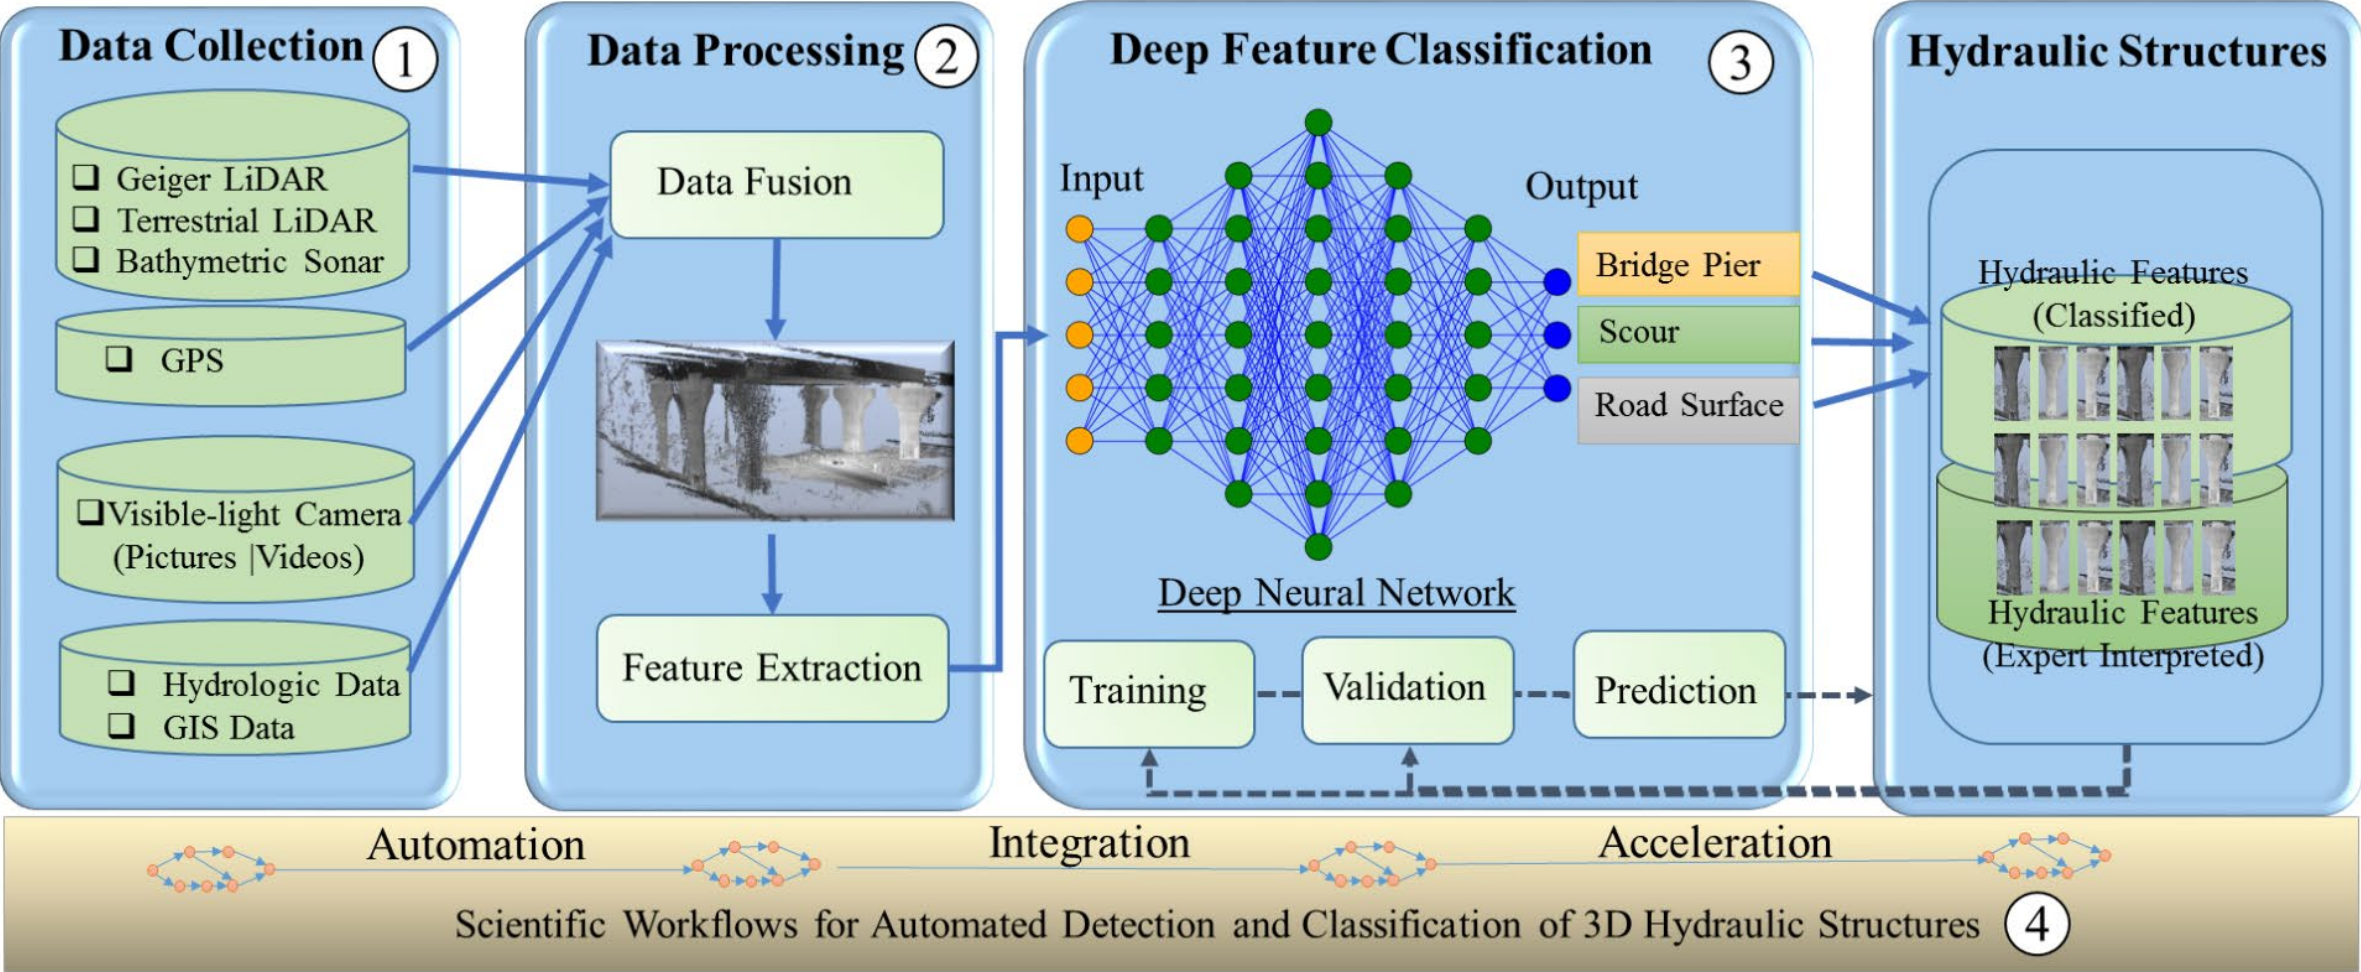 Data Collection
1
Geiger LiDAR
Terrestrial LiDAR
Bathymetric Sonar
GPS
Visible-light Camera
(Pictures |Videos)
Hydrologic Data
GIS Data
Data Processing
2
Data Fusion
Feature Extraction
Deep Feature Classification
3
Input
Output
Bridge Pier
Scour
Road Surface
Deep Neural Network
Training
Validation
Prediction
Hydraulic Structures
Hydraulic Features
(Classified)
Hydraulic Features
(Expert Interpreted)
Automation
Integration
Acceleration
Scientific Workflows for Automated Detection and Classification of 3D Hydraulic Structures
4